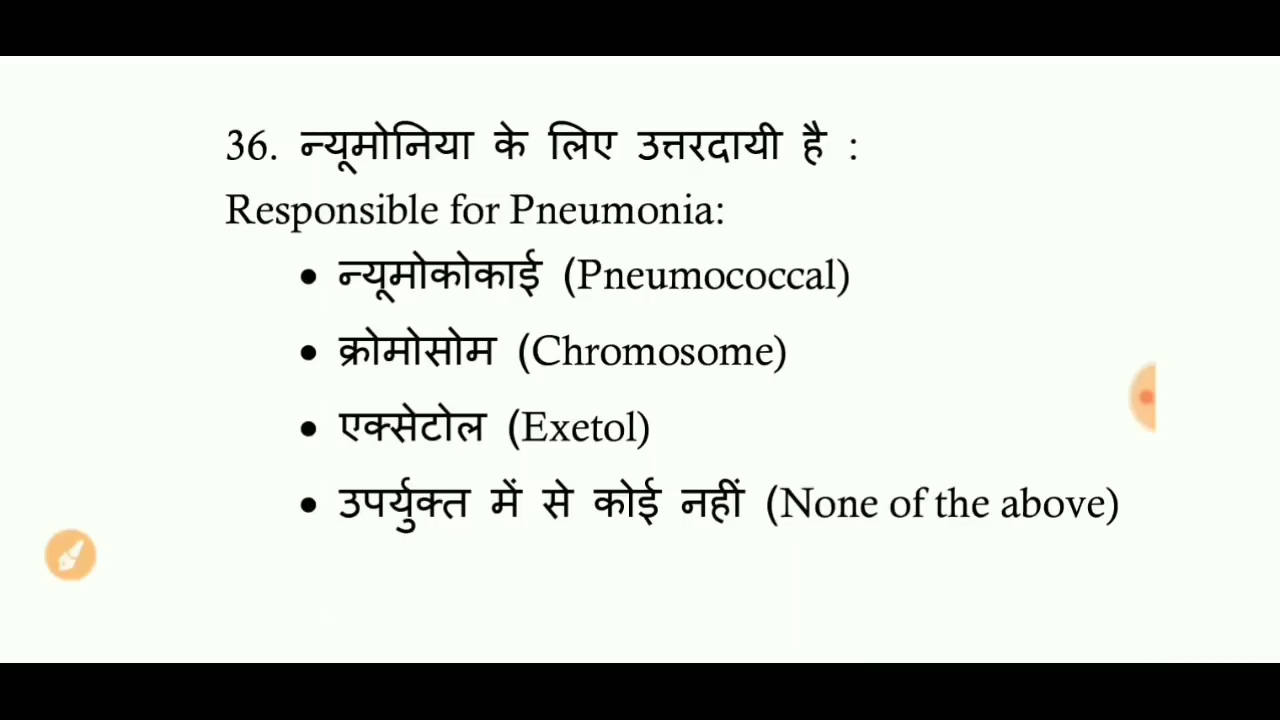 36. न्यूमोनिया के लिए उत्तरदायी है :
Responsible for Pneumonia:
• न्यूमोकोकाई (Pneumococcal)
• क्रोमोसोम (Chromosome)
• एक्सेटोल (Exetol)
• उपर्युक्त में से कोई नहीं (None of the above)